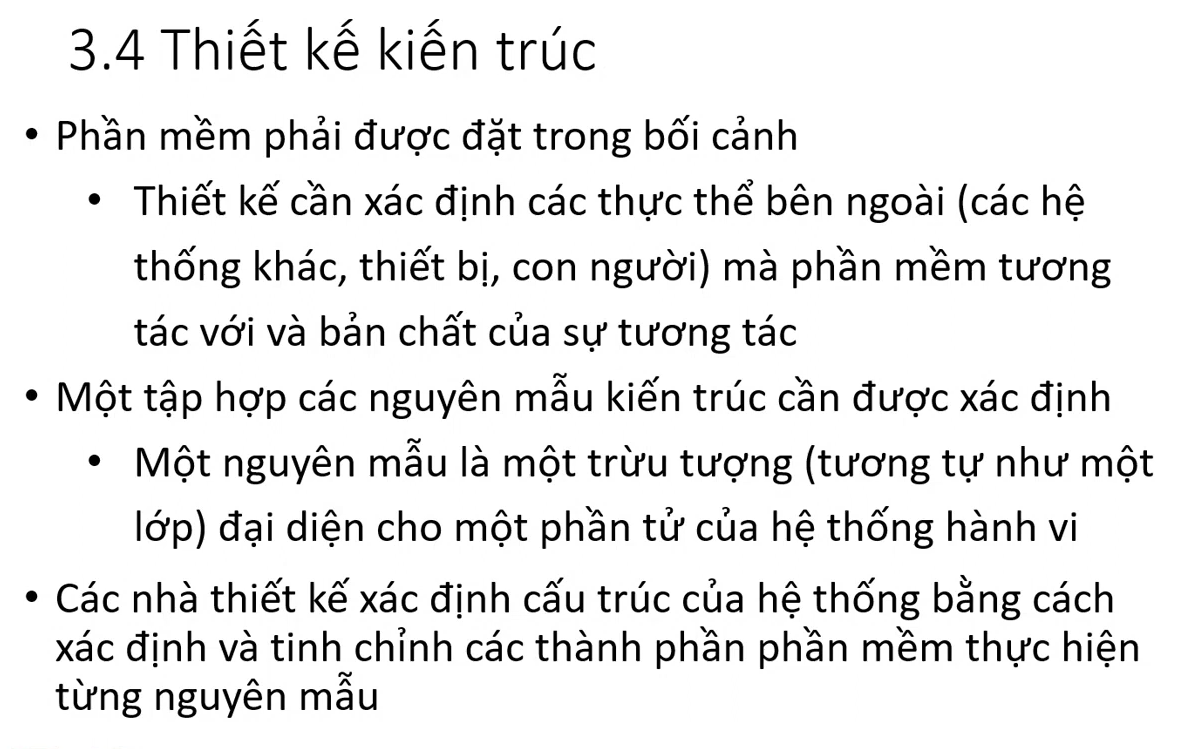 3.4 Thiết kế kiến trúc
• Phần mềm phải được đặt trong bối cảnh
• Thiết kế cần xác định các thực thể bên ngoài (các hệ
thống khác, thiết bị, con người) mà phần mềm tương
tác với và bản chất của sự tương tác
• Một tập hợp các nguyên mẫu kiến trúc cần được xác định
• Một nguyên mẫu là một trừu tượng (tương tự như một
lớp) đại diện cho một phần tử của hệ thống hành vi
• Các nhà thiết kế xác định cấu trúc của hệ thống bằng cách
xác định và tinh chỉnh các thành phần phần mềm thực hiện
từng nguyên mẫu